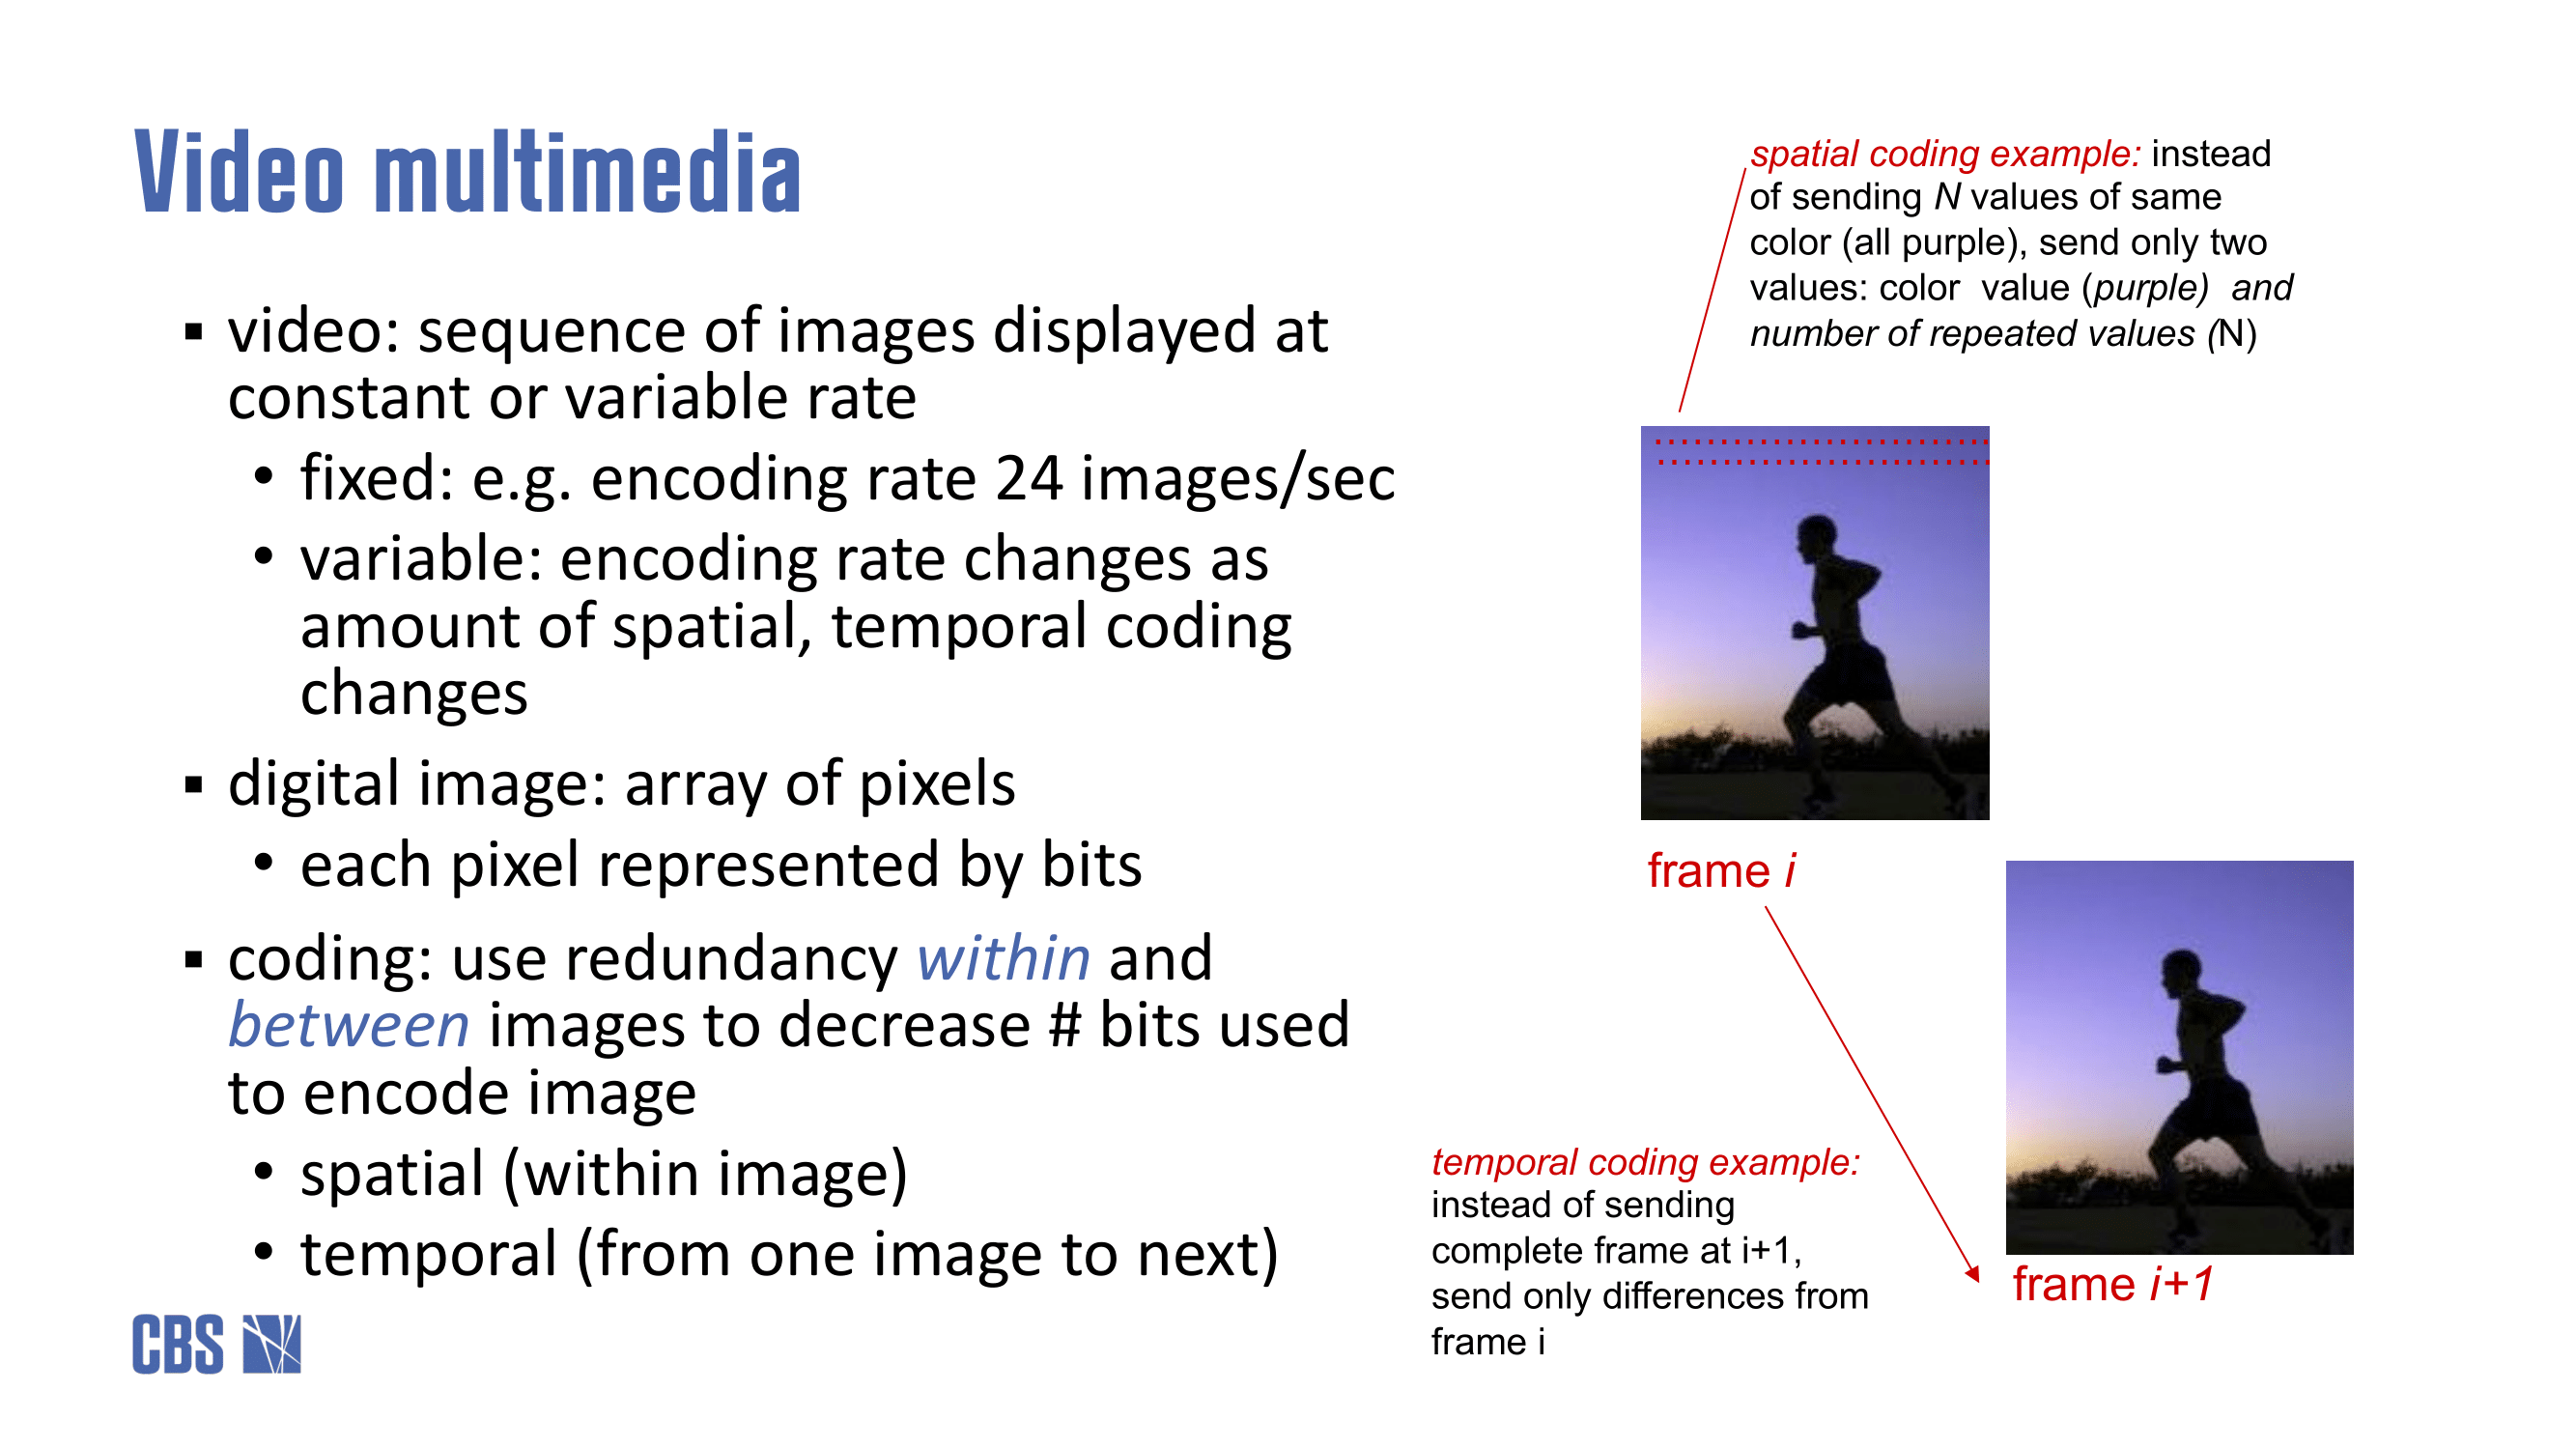 Video multimedia
▪ video: sequence of images displayed at
constant or variable rate
• fixed: e.g. encoding rate 24 images/sec
• variable: encoding rate changes as
amount of spatial, temporal coding
changes
▪ digital image: array of pixels
• each pixel represented by bits
▪ coding: use redundancy within and
between images to decrease # bits used
to encode image
• spatial (within image)
• temporal (from one image to next)
spatial coding example: instead
of sending N values of same
color (all purple), send only two
values: color  value (purple)  and
number of repeated values (N)
frame i
temporal coding example:
instead of sending
complete frame at i+1,
send only differences from
frame i
frame i+1
CBS